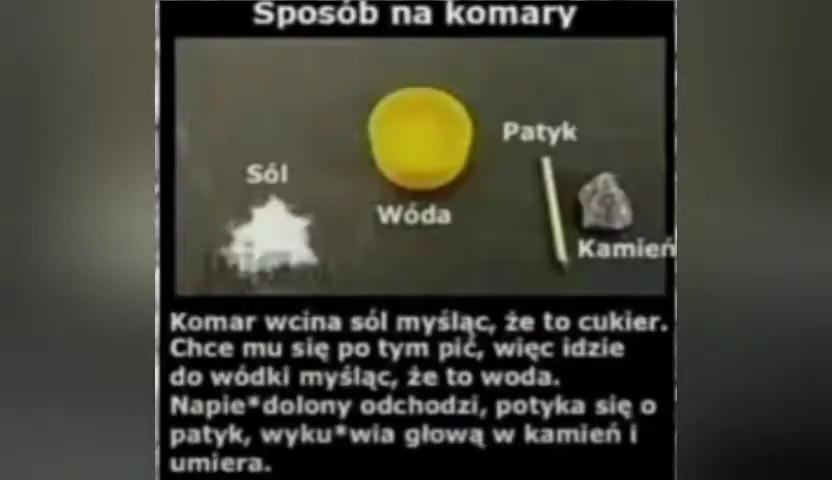 Sposób na komary
Patyk
Sól
Wóda
Kamień
Komar wcina sól myśląc, że to cukier.
Chce mu się po tym pić, więc idzie
do wódki myśląc, że to woda.
Napie*dolony odchodzi, potyka się o
patyk, wyku*wia głową w kamień i
umiera.